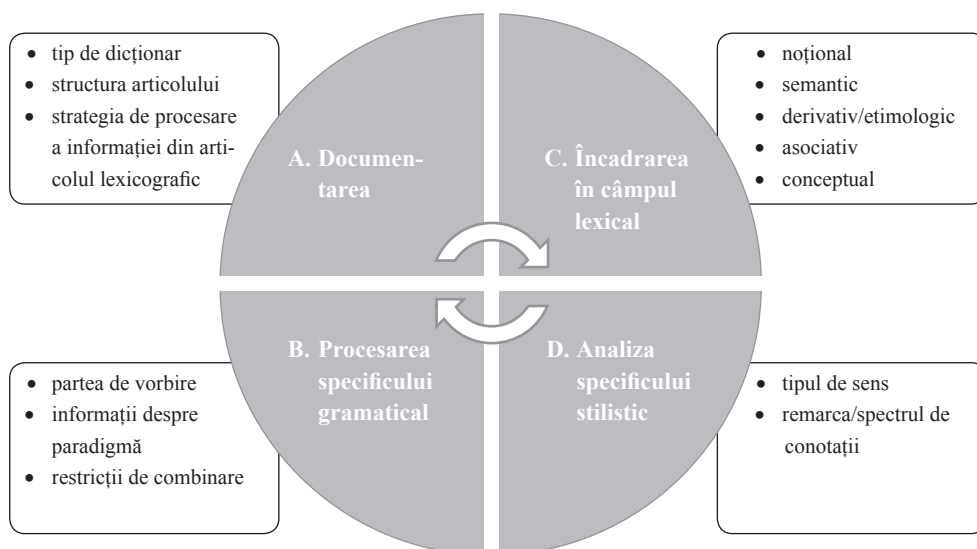 • tip de dicționar
• structura articolului
• strategia de procesare
a informației din arti-
colul lexicografic
A. Documen-
tarea
C. Încadrarea
în câmpul
lexical
• noțional
• semantic
• derivativ/etimologic
• asociativ
• conceptual
• partea de vorbire
• informații despre
paradigmă
• restricții de combinare
B. Procesarea
specificului
gramatical
D. Analiza
specificului
stilistic
• tipul de sens
• remarca/spectrul de
conotații